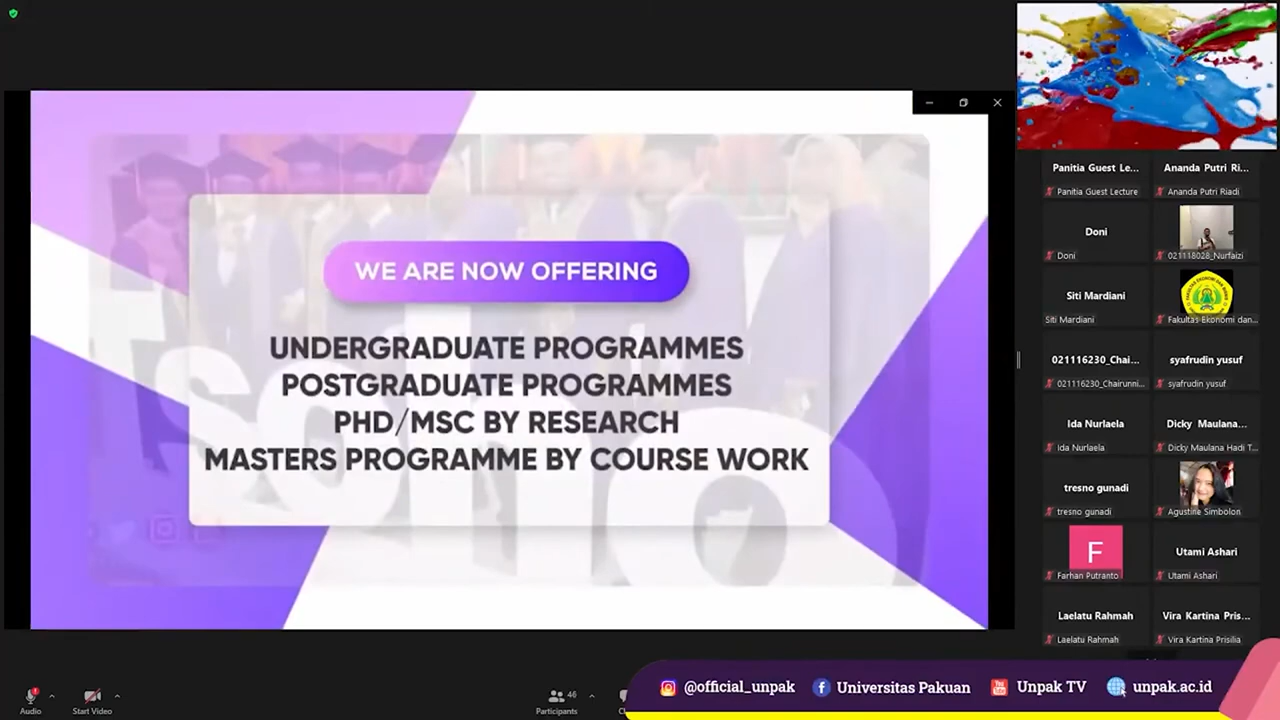 WE ARE NOW OFFERING
UNDERGRADUATE PROGRAMMES
POSTGRADUATE PROGRAMMES
PHD/MSC BY RESEARCH
MASTERS PROGRAMME BY COURSE WORK
Panitia Guest Le...
Panitia Guest Lecture
Ananda Putri Ri...
Ananda Putri Riadi
Doni
Doni
021118028_Nurfaizi
Siti Mardiani
Siti Mardiani
Fakultas Ekonomi dan...
021116230_Chai...
021116230_Chairunni...
syafrudin yusuf
syafrudin yusuf
Ida Nurlaela
Ida Nurlaela
Dicky Maulana...
Dicky Maulana Hadi T...
tresno gunadi
tresno gunadi
Agustine Simbolon
F
Farhan Putranto
Utami Ashari
Utami Ashari
Laelatu Rahmah
Laelatu Rahmah
Vira Kartina Pris...
Vira Kartina Prisilia
Audio
Start Video
46
Participants
@official_unpak
Universitas Pakuan
Unpak TV
unpak.ac.id